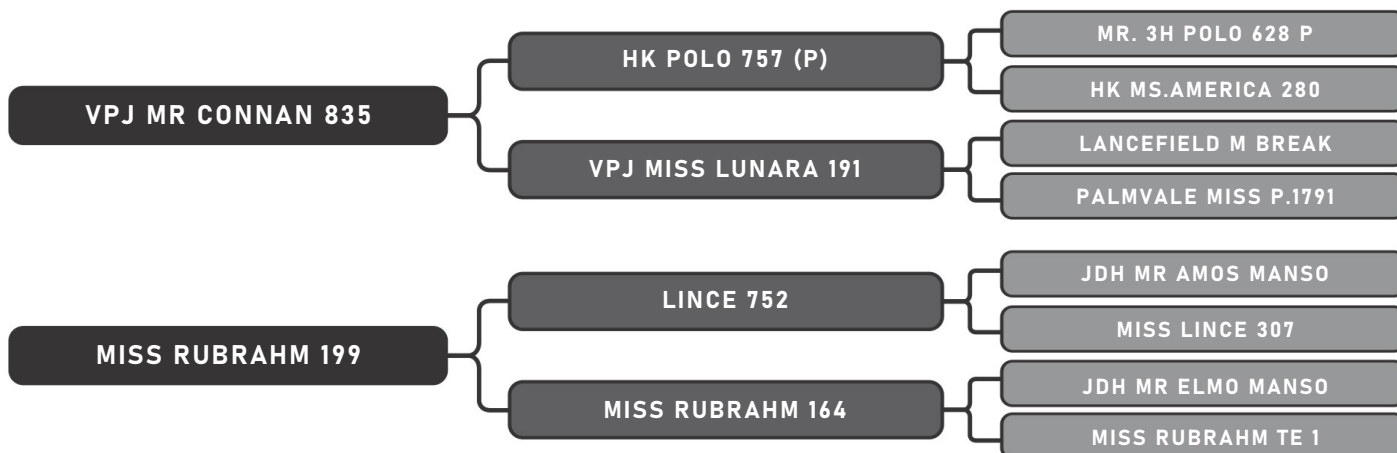 VPJ MR CONNAN 835
HK POLO 757 (P)
MR. 3H POLO 628 P
HK MS.AMERICA 280
VPJ MISS LUNARA 191
LANCEFIELD M BREAK
PALMVALE MISS P.1791
MISS RUBRAHM 199
LINCE 752
JDH MR AMOS MANSO
MISS LINCE 307
MISS RUBRAHM 164
JDH MR ELMO MANSO
MISS RUBRAHM TE 1